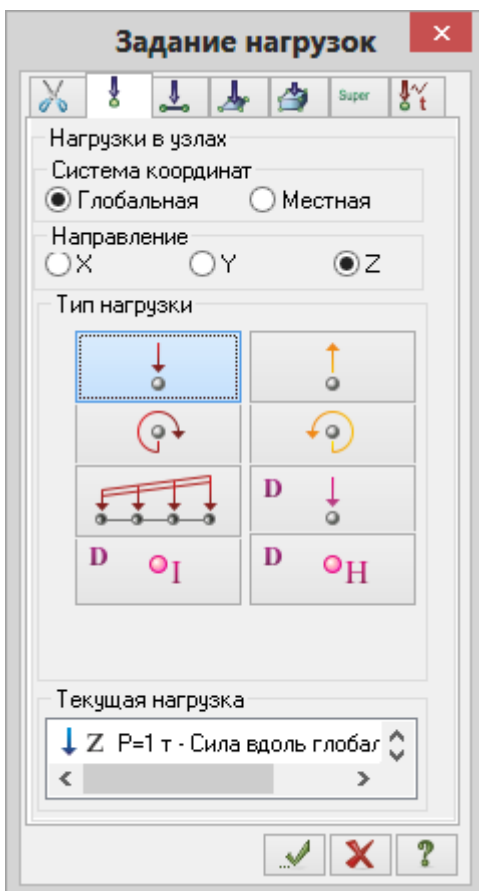 Задание нагрузок
Super
t
Нагрузки в узлах
Система координат
Глобальная Местная
Направление
X Y Z
Тип нагрузки
D
D I D H
Текущая нагрузка
Z P=1 т - Сила вдоль глобал